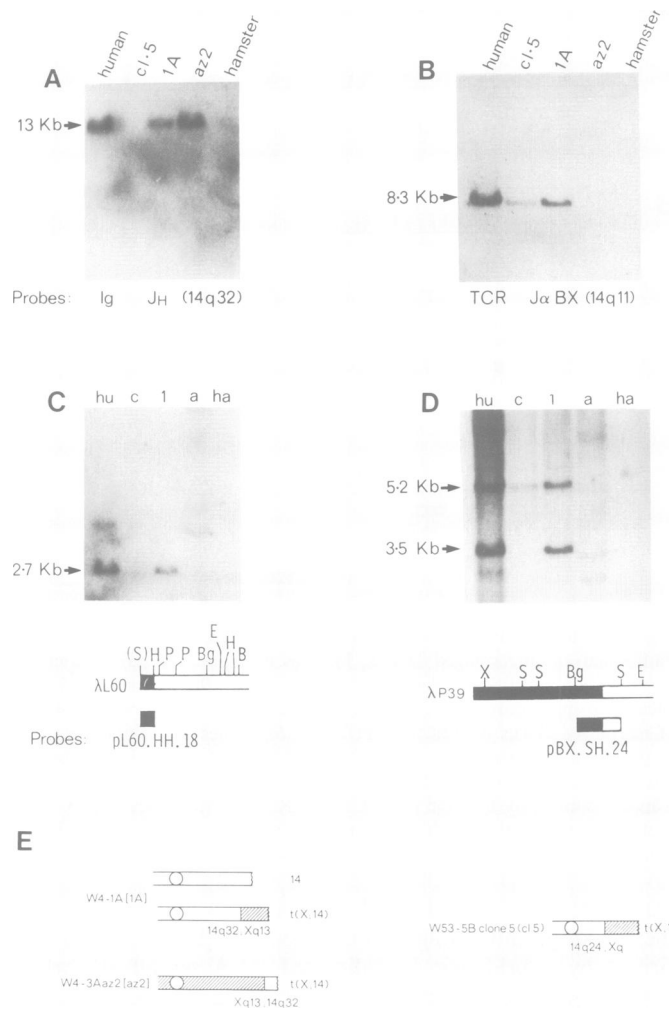 A
human
cl·5
1A
az2
hamster
13 Kb
Probes: Ig JH (14q32)
B
human
cl·5
1A
az2
hamster
8·3 Kb
TCR Jα BX (14q11)
C
hu c 1 a ha
2·7 Kb
(S) H P P Bg E H B
λL60
Probes: pL60.HH.18
D
hu c 1 a ha
5·2 Kb
3·5 Kb
X S S Bg S E
λP39
pBX.SH.24
E
14
W4-1A [1A]
t(X,14)
14q32,Xq13
W4-3Aaz2 [az2]
t(X,14)
Xq13,14q32
W53-5B clone 5 (cl 5)
t(X,
14q24,Xq